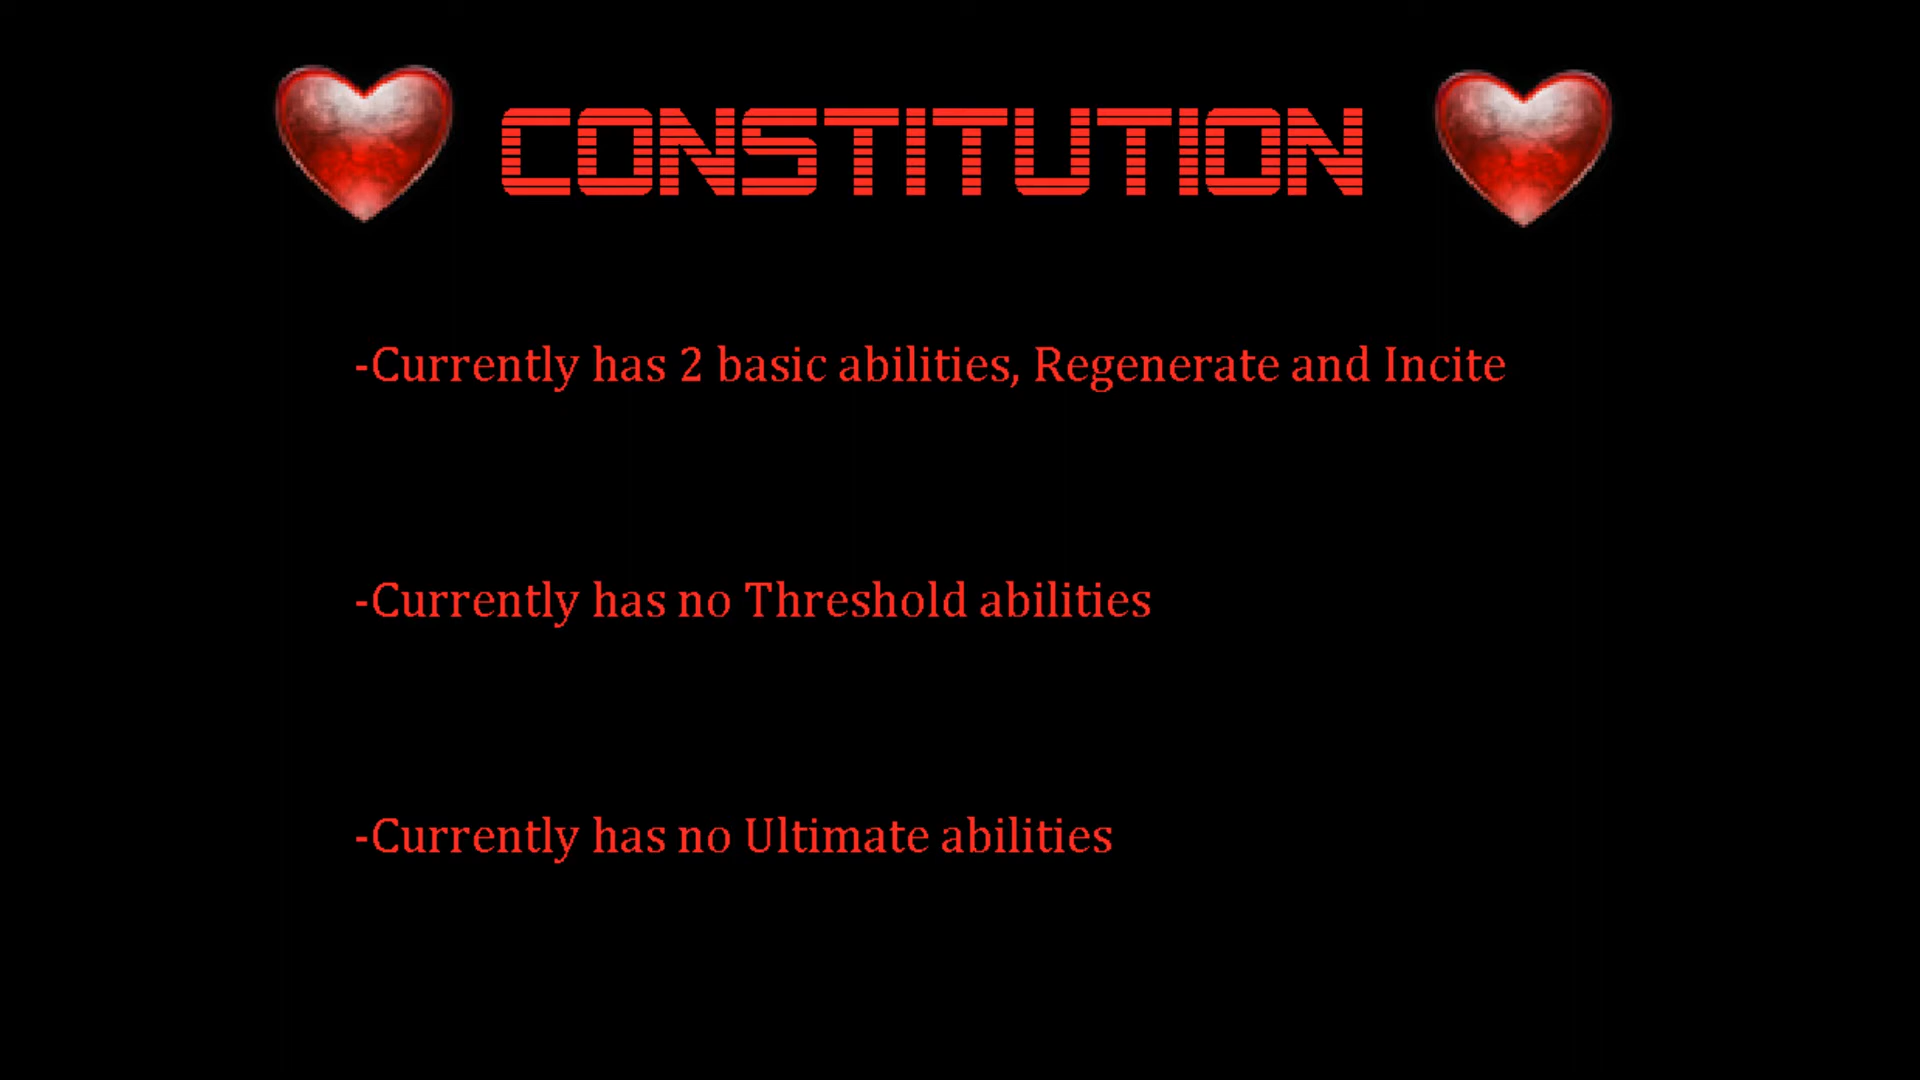 CONSTITUTION
-Currently has 2 basic abilities, Regenerate and Incite
-Currently has no Threshold abilities
-Currently has no Ultimate abilities